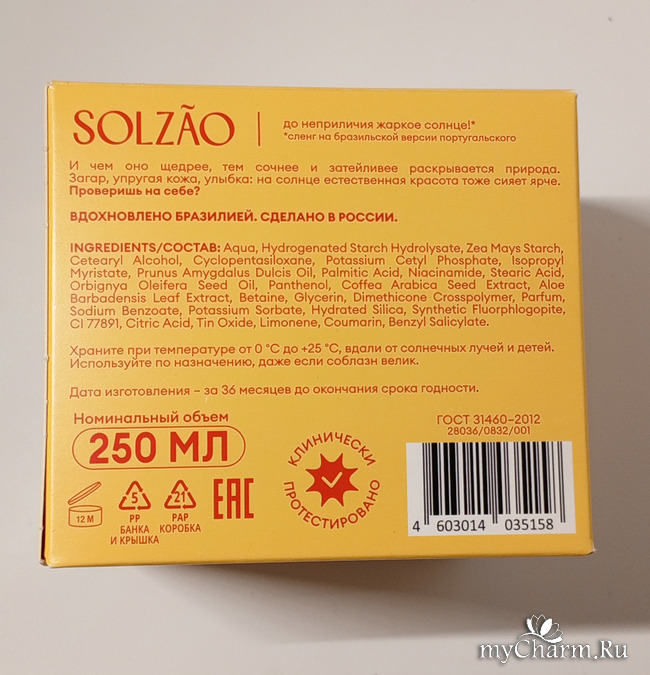 SOLZÃO
до неприличия жаркое солнце!*
*сленг на бразильской версии португальского
И чем оно щедрее, тем сочнее и затейливее раскрывается природа.
Загар, упругая кожа, улыбка: на солнце естественная красота тоже сияет ярче.
Проверишь на себе?
ВДОХНОВЛЕНО БРАЗИЛИЕЙ. СДЕЛАНО В РОССИИ.
INGREDIENTS/СОСТАВ: Aqua, Hydrogenated Starch Hydrolysate, Zea Mays Starch,
Cetearyl Alcohol, Cyclopentasiloxane, Potassium Cetyl Phosphate, Isopropyl
Myristate, Prunus Amygdalus Dulcis Oil, Palmitic Acid, Niacinamide, Stearic Acid,
Orbignya Oleifera Seed Oil, Panthenol, Coffea Arabica Seed Extract, Aloe
Barbadensis Leaf Extract, Betaine, Glycerin, Dimethicone Crosspolymer, Parfum,
Sodium Benzoate, Potassium Sorbate, Hydrated Silica, Synthetic Fluorphlogopite,
CI 77891, Citric Acid, Tin Oxide, Limonene, Coumarin, Benzyl Salicylate.
Храните при температуре от 0 °С до +25 °С, вдали от солнечных лучей и детей.
Используйте по назначению, даже если соблазн велик.
Дата изготовления – за 36 месяцев до окончания срока годности.
Номинальный объем
250 МЛ
12 M
5
PP
БАНКА
И КРЫШКА
21
PAP
КОРОБКА
EAC
КЛИНИЧЕСКИ
ПРОТЕСТИРОВАНО
ГОСТ 31460-2012
28036/0832/001
4 603014 035158
myCharm.Ru